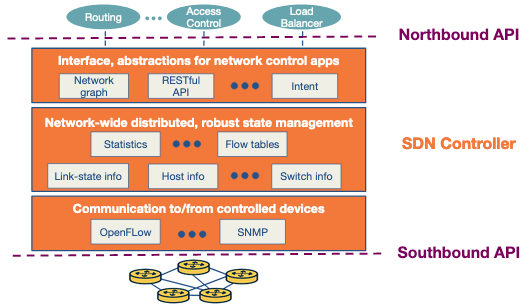 Routing
Access
Control
Load
Balancer
Northbound API
Interface, abstractions for network control apps
Network
graph
RESTful
API
Intent
Network-wide distributed, robust state management
Statistics
Flow tables
SDN Controller
Link-state info
Host info
Switch info
Communication to/from controlled devices
OpenFLow
SNMP
Southbound API